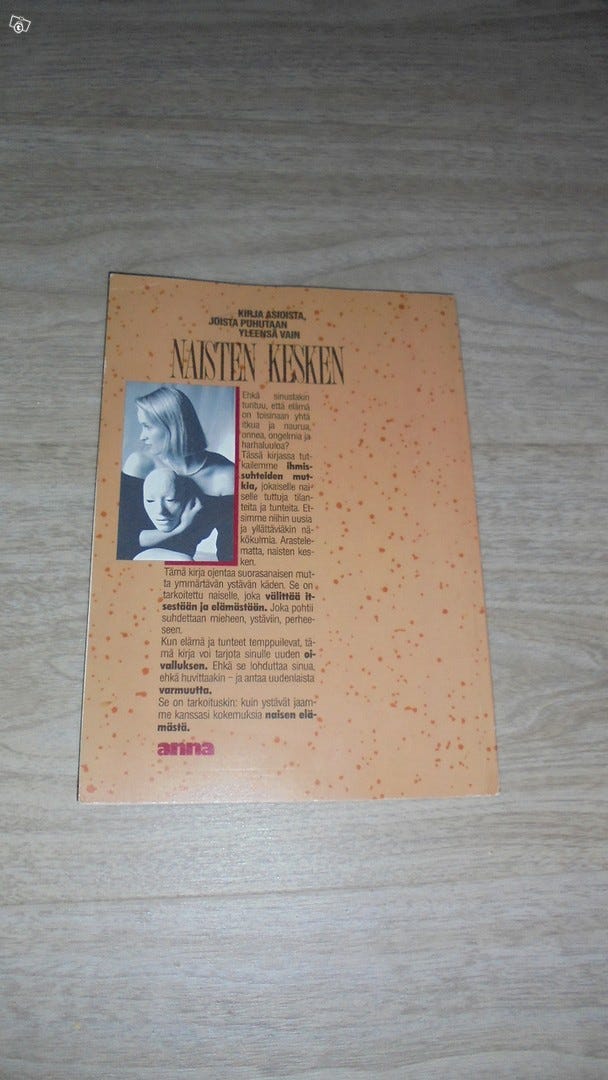 KIRJA ASIOISTA,
JOISTA PUHUTAAN
YLEENSÄ VAIN
NAISTEN KESKEN
Ehkä sinustakin
tuntuu, että elämä
on toisinaan yhtä
itkua ja naurua,
onnea, ongelmia ja
harhaluuloa?
Tässä kirjassa tut-
kailemme ihmis-
suhteiden mut-
kia, jokaiselle nai-
selle tuttuja tilan-
teita ja tunteita. Et-
simme niihin uusia
ja yllättäviäkin nä-
kökulmia. Arastele-
matta, naisten kes-
ken.
Tämä kirja ojentaa suorasanaisen mut-
ta ymmärtävän ystävän käden. Se on
tarkoitettu naiselle, joka välittää it-
sestään ja elämästään. Joka pohtii
suhdettaan mieheen, ystäviin, perhee-
seen.
Kun elämä ja tunteet temppuilevat, tä-
mä kirja voi tarjota sinulle uuden oi-
valluksen. Ehkä se lohduttaa sinua,
ehkä huvittaakin – ja antaa uudenlaista
varmuutta.
Se on tarkoituskin: kuin ystävät jaam-
me kanssasi kokemuksia naisen elä-
mästä.
anna